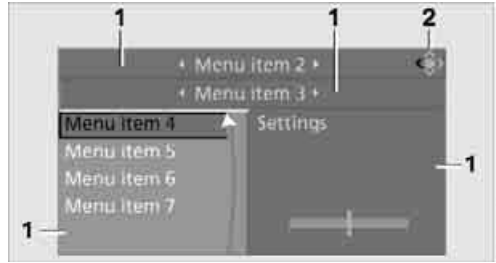 1 1 2
‹ Menu item 2 ›
‹ Menu item 3 ›
Menu item 4 Settings
Menu item 5
1
Menu item 6
Menu item 7
1